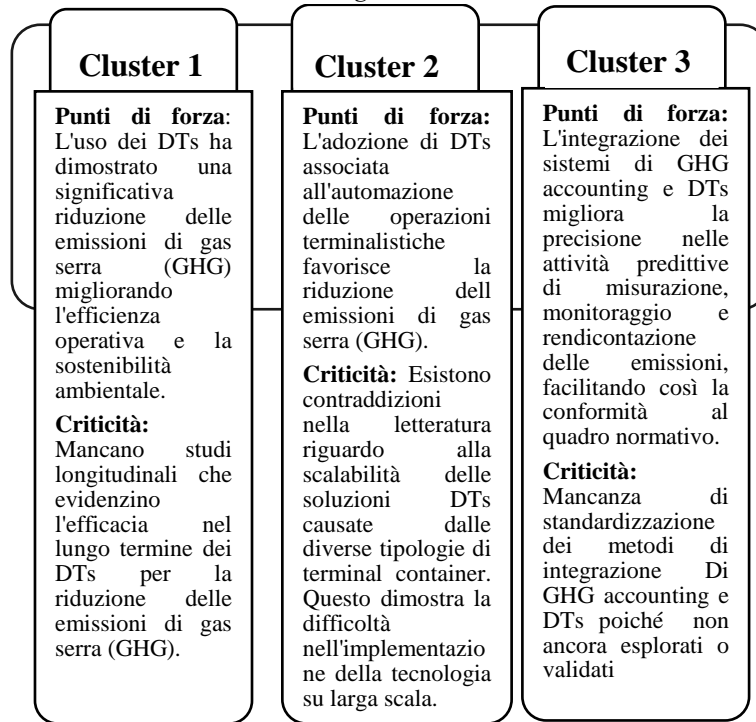 Cluster 1
Punti di forza:
L'uso dei DTs ha
dimostrato una
significativa
riduzione delle
emissioni di gas
serra (GHG)
migliorando
l'efficienza
operativa e la
sostenibilità
ambientale.
Criticità:
Mancano studi
longitudinali che
evidenzino
l'efficacia nel
lungo termine dei
DTs per la
riduzione delle
emissioni di gas
serra (GHG).
Cluster 2
Punti di forza:
L'adozione di DTs
associata
all'automazione
delle operazioni
terminalistiche
favorisce la
riduzione dell
emissioni di gas
serra (GHG).
Criticità: Esistono
contraddizioni
nella letteratura
riguardo alla
scalabilità delle
soluzioni DTs
causate dalle
diverse tipologie di
terminal container.
Questo dimostra la
difficoltà
nell'implementazio
ne della tecnologia
su larga scala.
Cluster 3
Punti di forza:
L'integrazione dei
sistemi di GHG
accounting e DTs
migliora la
precisione nelle
attività predittive
di misurazione,
monitoraggio e
rendicontazione
delle emissioni,
facilitando così la
conformità al
quadro normativo.
Criticità:
Mancanza di
standardizzazione
dei metodi di
integrazione Di
GHG accounting e
DTs poiché non
ancora esplorati o
validati